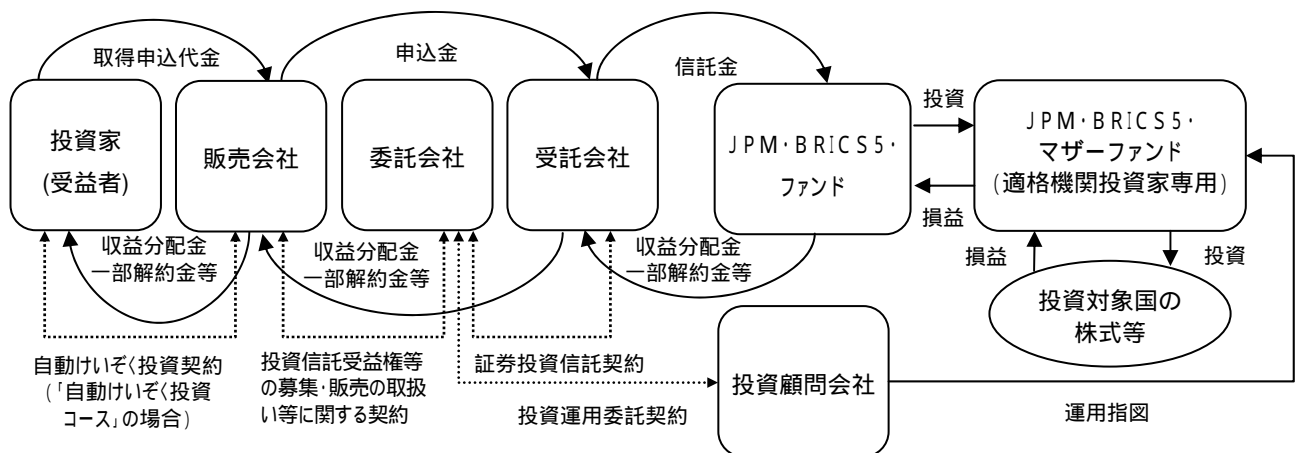 取得申込代金
申込金
信託金
投資家
(受益者)
販売会社
委託会社
受託会社
JPM・BRICS5・
ファンド
投資
損益
JPM・BRICS5・
マザーファンド
(適格機関投資家専用)
収益分配金
一部解約金等
収益分配金
一部解約金等
収益分配金
一部解約金等
損益
投資
投資対象国の
株式等
自動けいぞく投資契約
(「自動けいぞく投資
コース」の場合)
投資信託受益権等
の募集・販売の取扱
い等に関する契約
証券投資信託契約
投資運用委託契約
投資顧問会社
運用指図